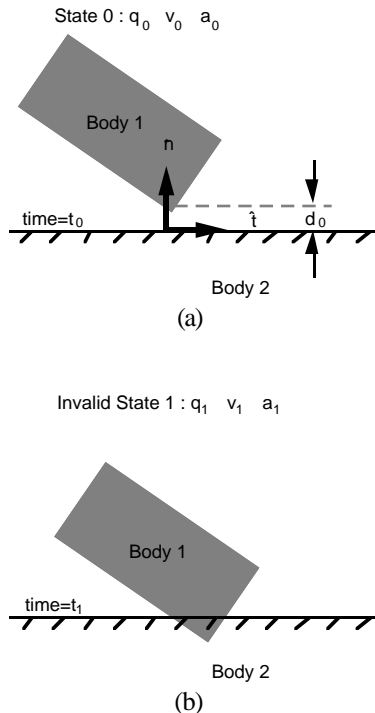 State 0 : q₀ v₀ a₀
Body 1
n
time=t₀
t̂
d₀
Body 2
(a)
Invalid State 1 : q₁ v₁ a₁
Body 1
time=t₁
Body 2
(b)